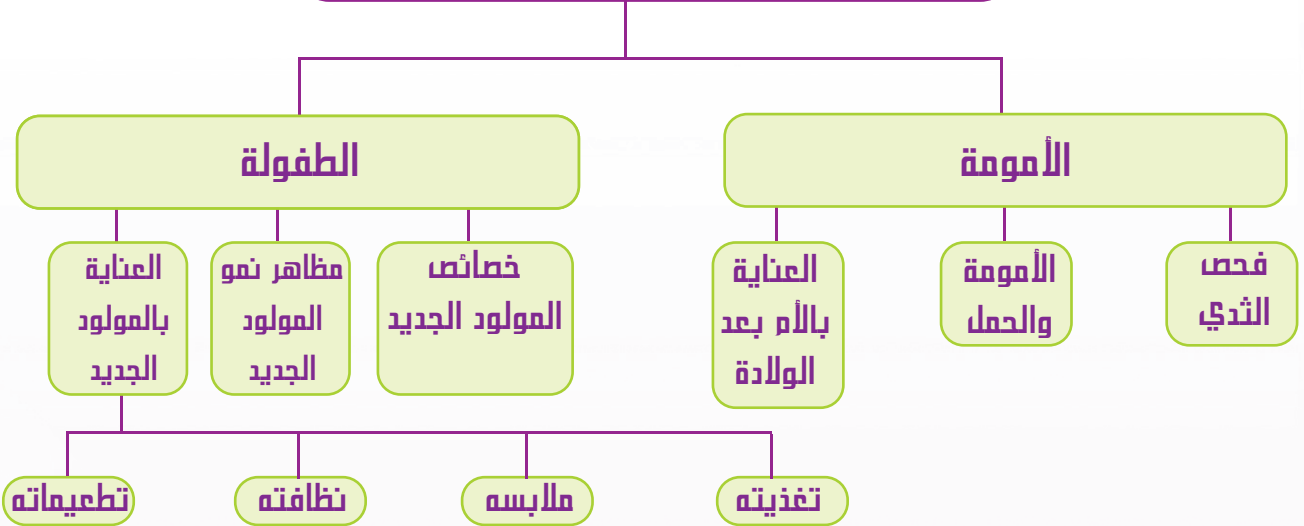 الأمومة
الطفولة
فحص
الثدي
الأمومة
والحمل
العناية
بالأم بعد
الولادة
خصائص
المولود الجديد
مظاهر نمو
المولود
الجديد
العناية
بالمولود
الجديد
تغذيته
ملابسه
نظافته
تطعيماته